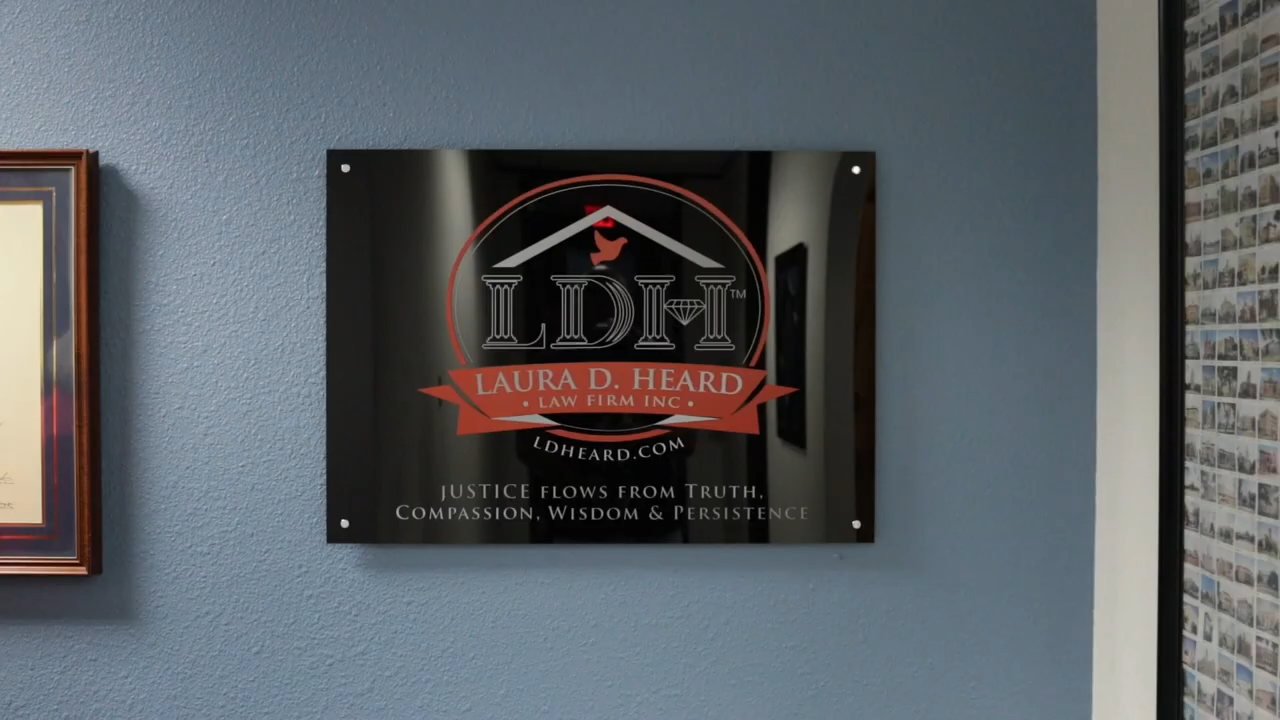 LDH™
LAURA D. HEARD
• LAW FIRM INC •
LDHEARD.COM
JUSTICE FLOWS FROM TRUTH,
COMPASSION, WISDOM & PERSISTENCE